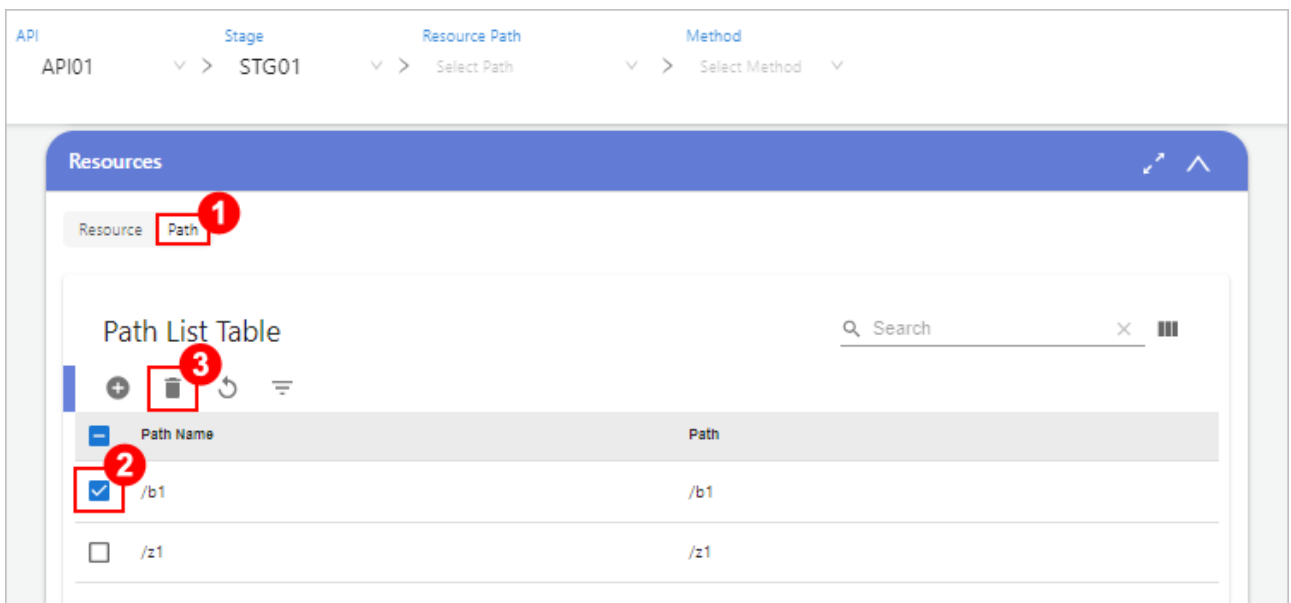 API Stage Resource Path Method
API01 > STG01 > Select Path > Select Method
Resources
Resource Path 1
Path List Table Search
3
Path Name Path
2
/b1 /b1
/z1 /z1